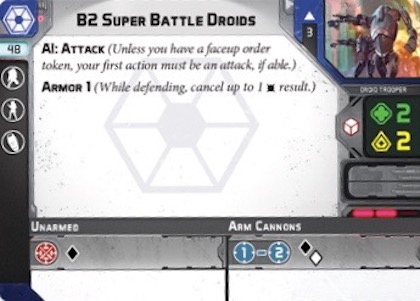 B2 SUPER BATTLE DROIDS
48
3
AI: ATTACK (Unless you have a faceup order
token, your first action must be an attack, if able.)
ARMOR 1 (While defending, cancel up to 1 result.)
DROID TROOPER
2
2
UNARMED
ARM CANNONS
1 - 2